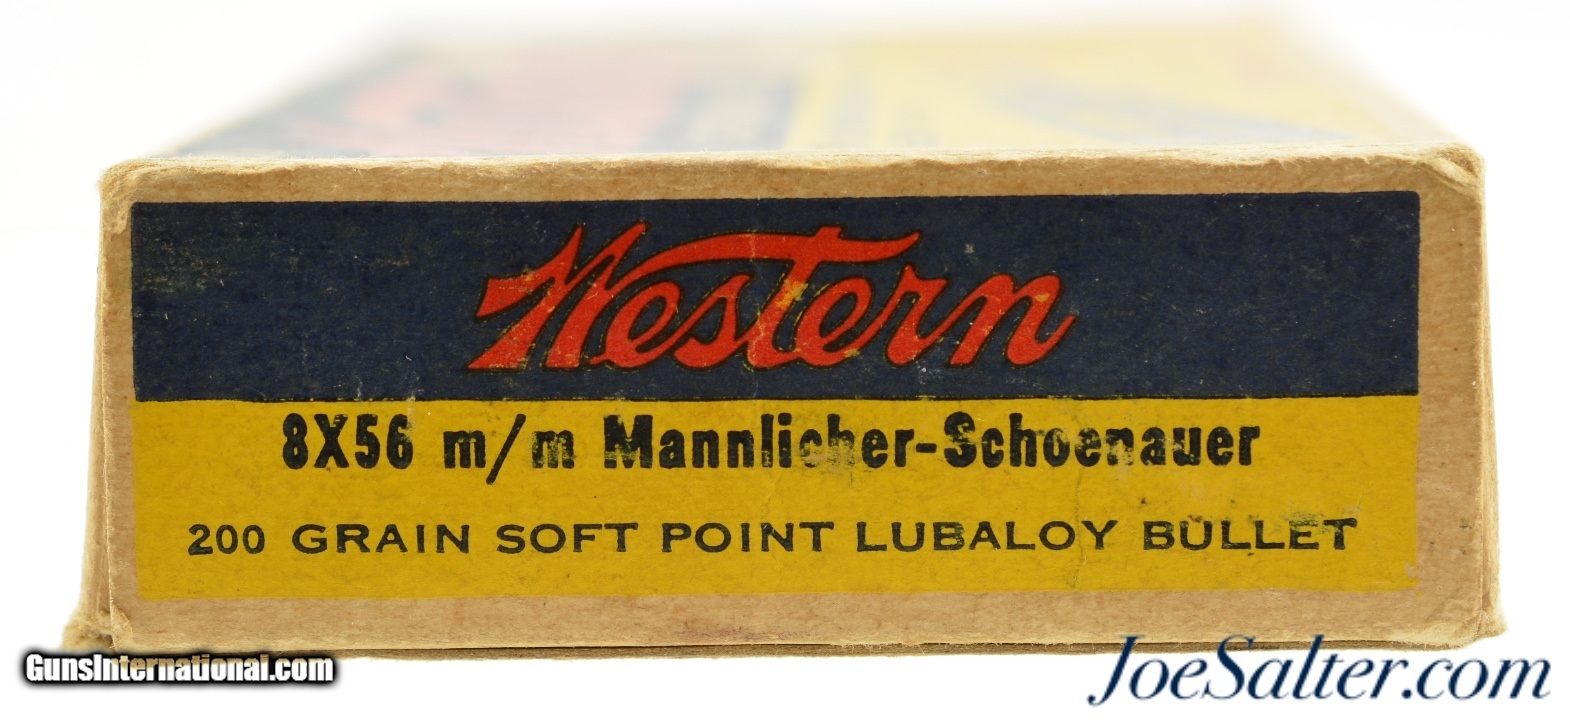 Western
8X56 m/m Mannlicher-Schoenauer
200 GRAIN SOFT POINT LUBALOY BULLET
GunsInternational.com
JoeSalter.com